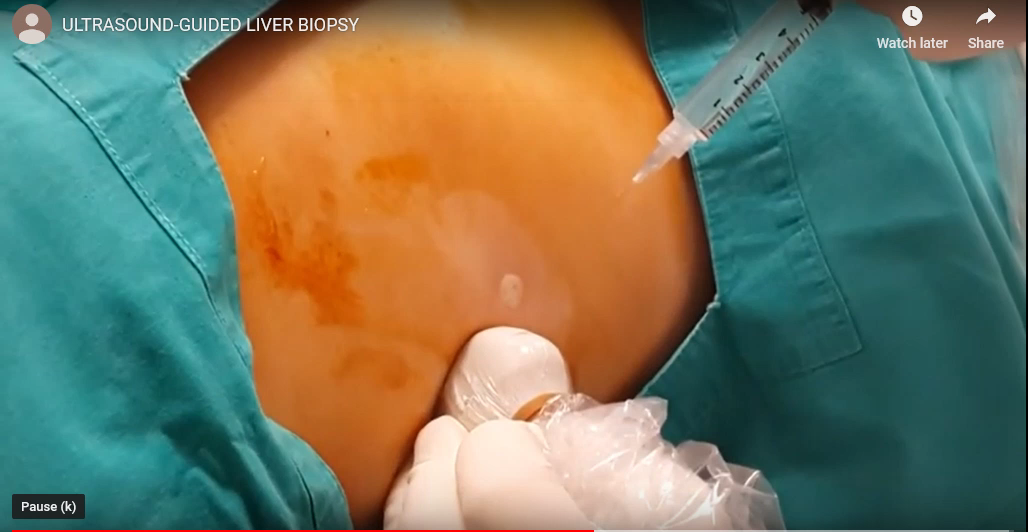 ULTRASOUND-GUIDED LIVER BIOPSY
Watch later
Share
Pause (k)